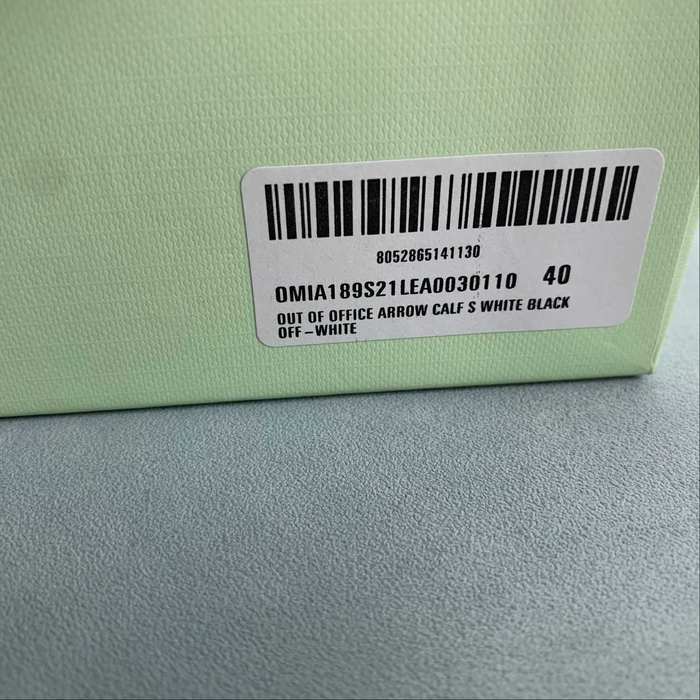 8052865141130
OMIA189S21LEA0030110 40
OUT OF OFFICE ARROW CALF S WHITE BLACK
OFF-WHITE